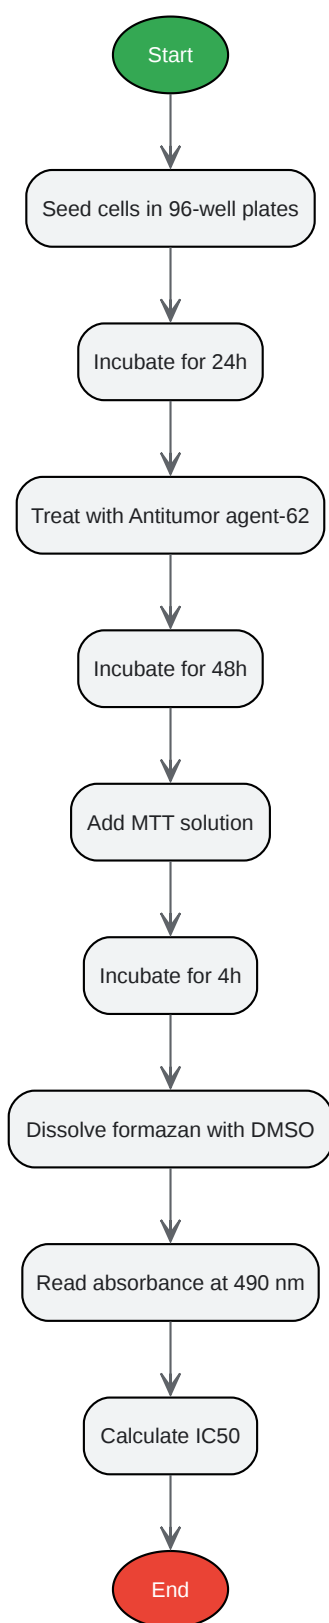 Start
Seed cells in 96-well plates
Incubate for 24h
Treat with Antitumor agent-62
Incubate for 48h
Add MTT solution
Incubate for 4h
Dissolve formazan with DMSO
Read absorbance at 490 nm
Calculate IC50
End